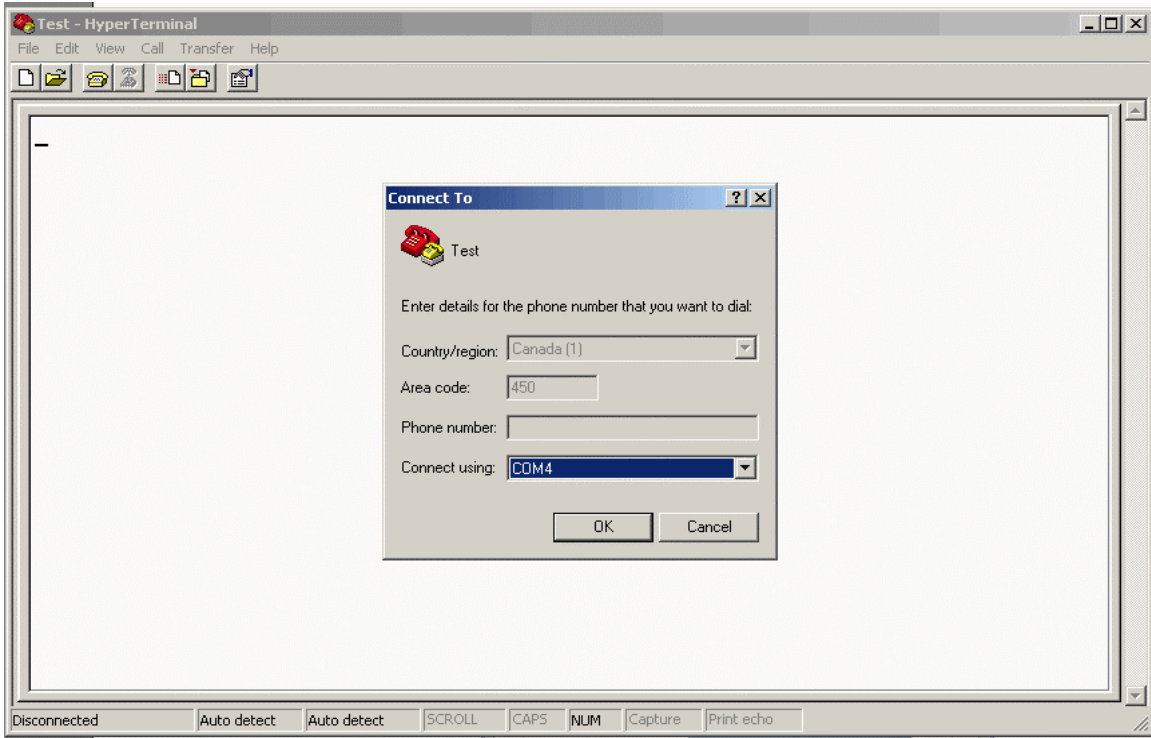 Test - HyperTerminal
File Edit View Call Transfer Help
Connect To
Test
Enter details for the phone number that you want to dial:
Country/region: Canada (1)
Area code: 450
Phone number:
Connect using: COM4
OK Cancel
Disconnected Auto detect Auto detect SCROLL CAPS NUM Capture Print echo